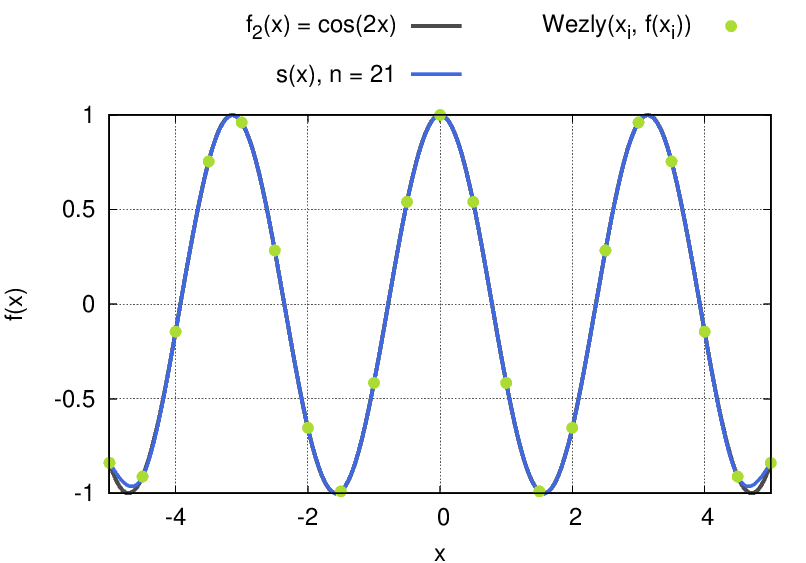 f₂(x) = cos(2x) Wezly(xᵢ, f(xᵢ))
s(x), n = 21
1
0.5
0
-0.5
-1
f(x)
-4 -2 0 2 4
x